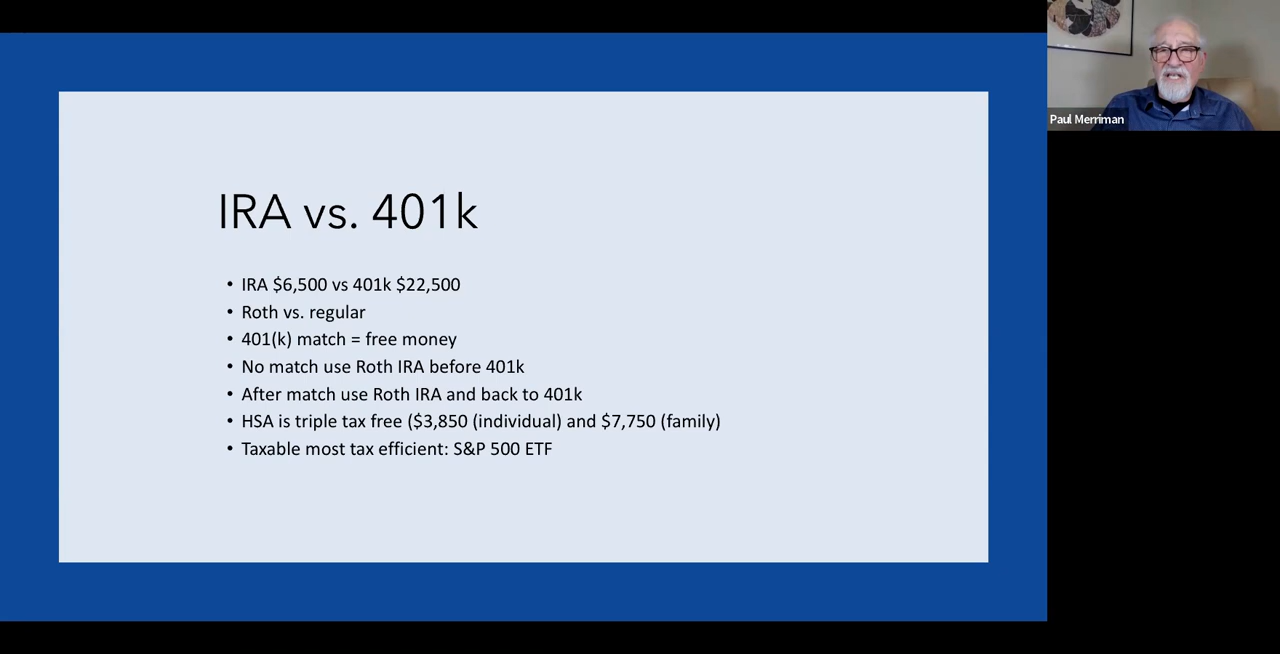 IRA vs. 401k
• IRA $6,500 vs 401k $22,500
• Roth vs. regular
• 401(k) match = free money
• No match use Roth IRA before 401k
• After match use Roth IRA and back to 401k
• HSA is triple tax free ($3,850 (individual) and $7,750 (family)
• Taxable most tax efficient: S&P 500 ETF
Paul Merriman